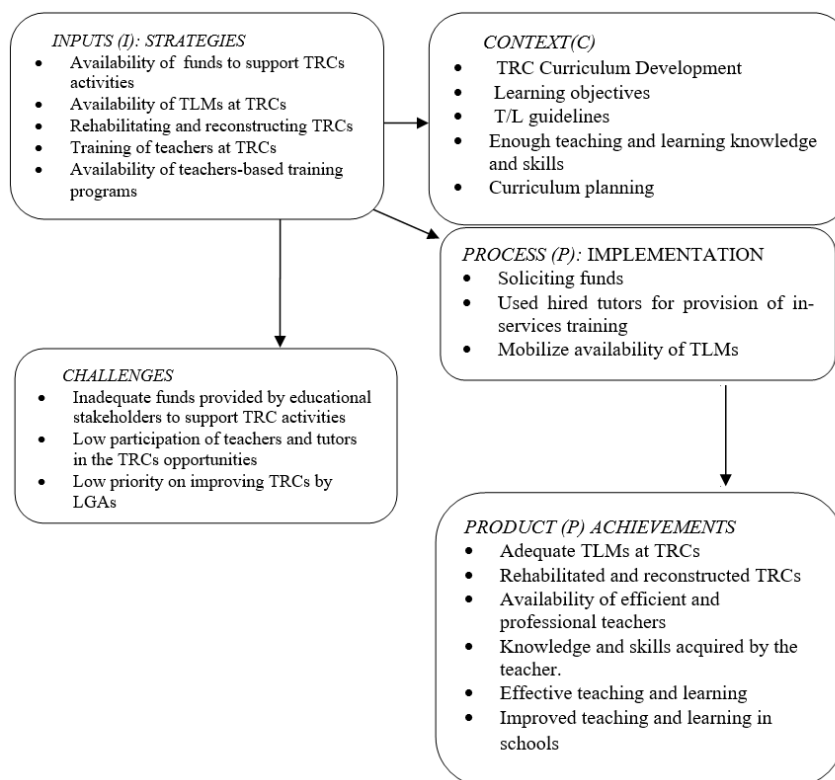 INPUTS (I): STRATEGIES
• Availability of funds to support TRCs
activities
• Availability of TLMs at TRCs
• Rehabilitating and reconstructing TRCs
• Training of teachers at TRCs
• Availability of teachers-based training
programs
CONTEXT(C)
• TRC Curriculum Development
• Learning objectives
• T/L guidelines
• Enough teaching and learning knowledge
and skills
• Curriculum planning
PROCESS (P): IMPLEMENTATION
• Soliciting funds
• Used hired tutors for provision of in-
services training
• Mobilize availability of TLMs
CHALLENGES
• Inadequate funds provided by educational
stakeholders to support TRC activities
• Low participation of teachers and tutors
in the TRCs opportunities
• Low priority on improving TRCs by
LGAs
PRODUCT (P) ACHIEVEMENTS
• Adequate TLMs at TRCs
• Rehabilitated and reconstructed TRCs
• Availability of efficient and
professional teachers
• Knowledge and skills acquired by the
teacher.
• Effective teaching and learning
• Improved teaching and learning in
schools